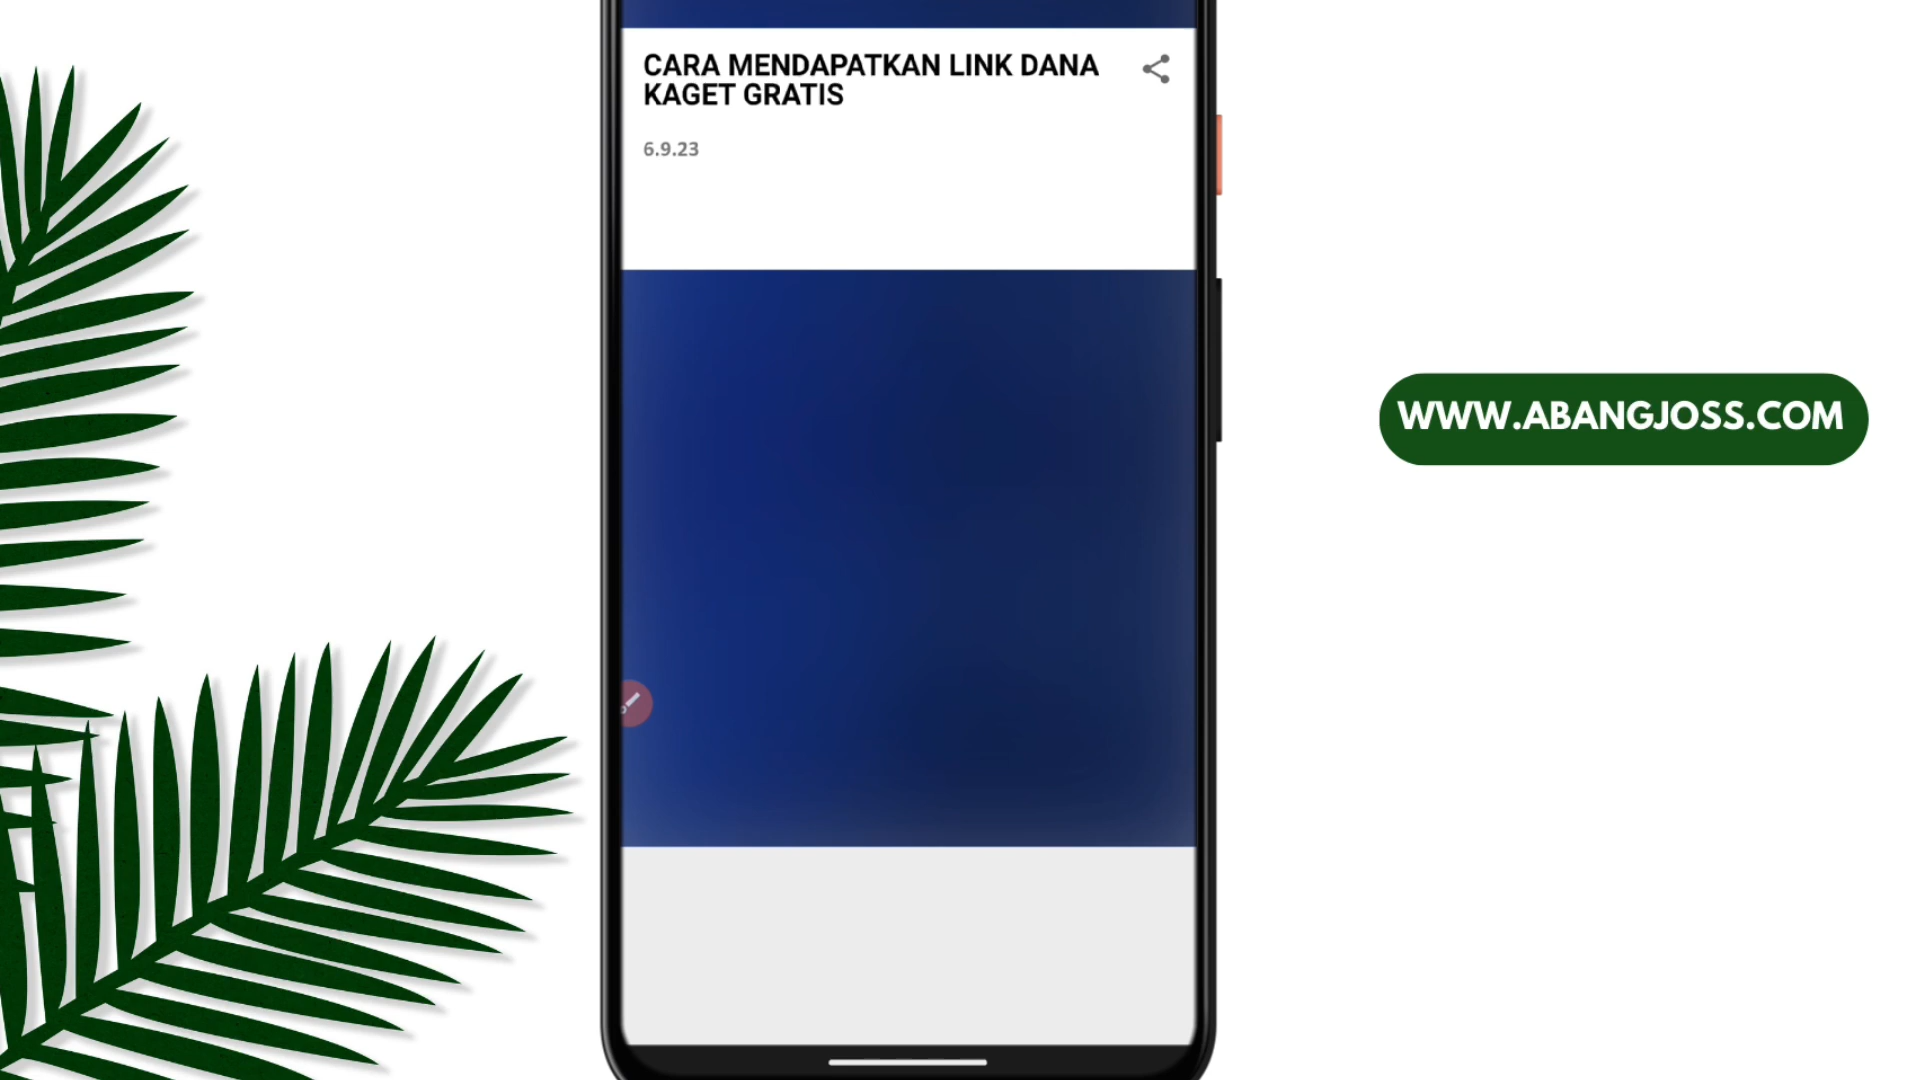 CARA MENDAPATKAN LINK DANA
KAGET GRATIS
6.9.23
WWW.ABANGJOSS.COM